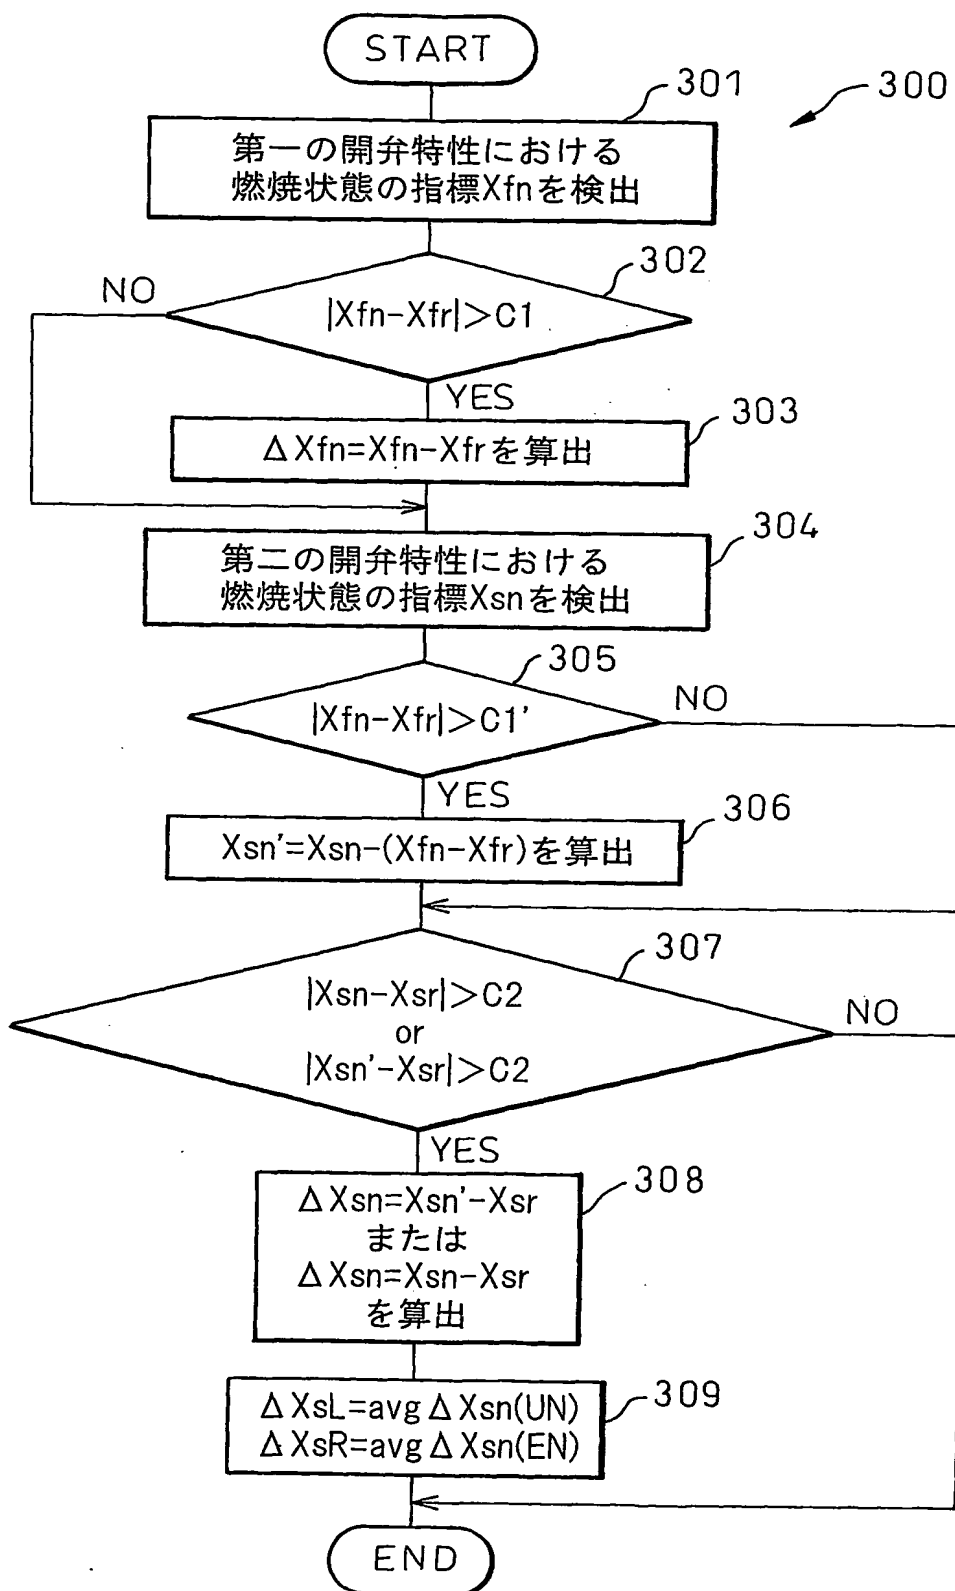 START
300
301
第一の開弁特性における
燃焼状態の指標Xfnを検出
302
NO
|Xfn-Xfr|>C1
YES
303
ΔXfn=Xfn-Xfrを算出
304
第二の開弁特性における
燃焼状態の指標Xsnを検出
305
NO
|Xfn-Xfr|>C1'
YES
306
Xsn'=Xsn-(Xfn-Xfr)を算出
307
|Xsn-Xsr|>C2
or
|Xsn'-Xsr|>C2
NO
YES
308
ΔXsn=Xsn'-Xsr
または
ΔXsn=Xsn-Xsr
を算出
309
ΔXsL=avgΔXsn(UN)
ΔXsR=avgΔXsn(EN)
END